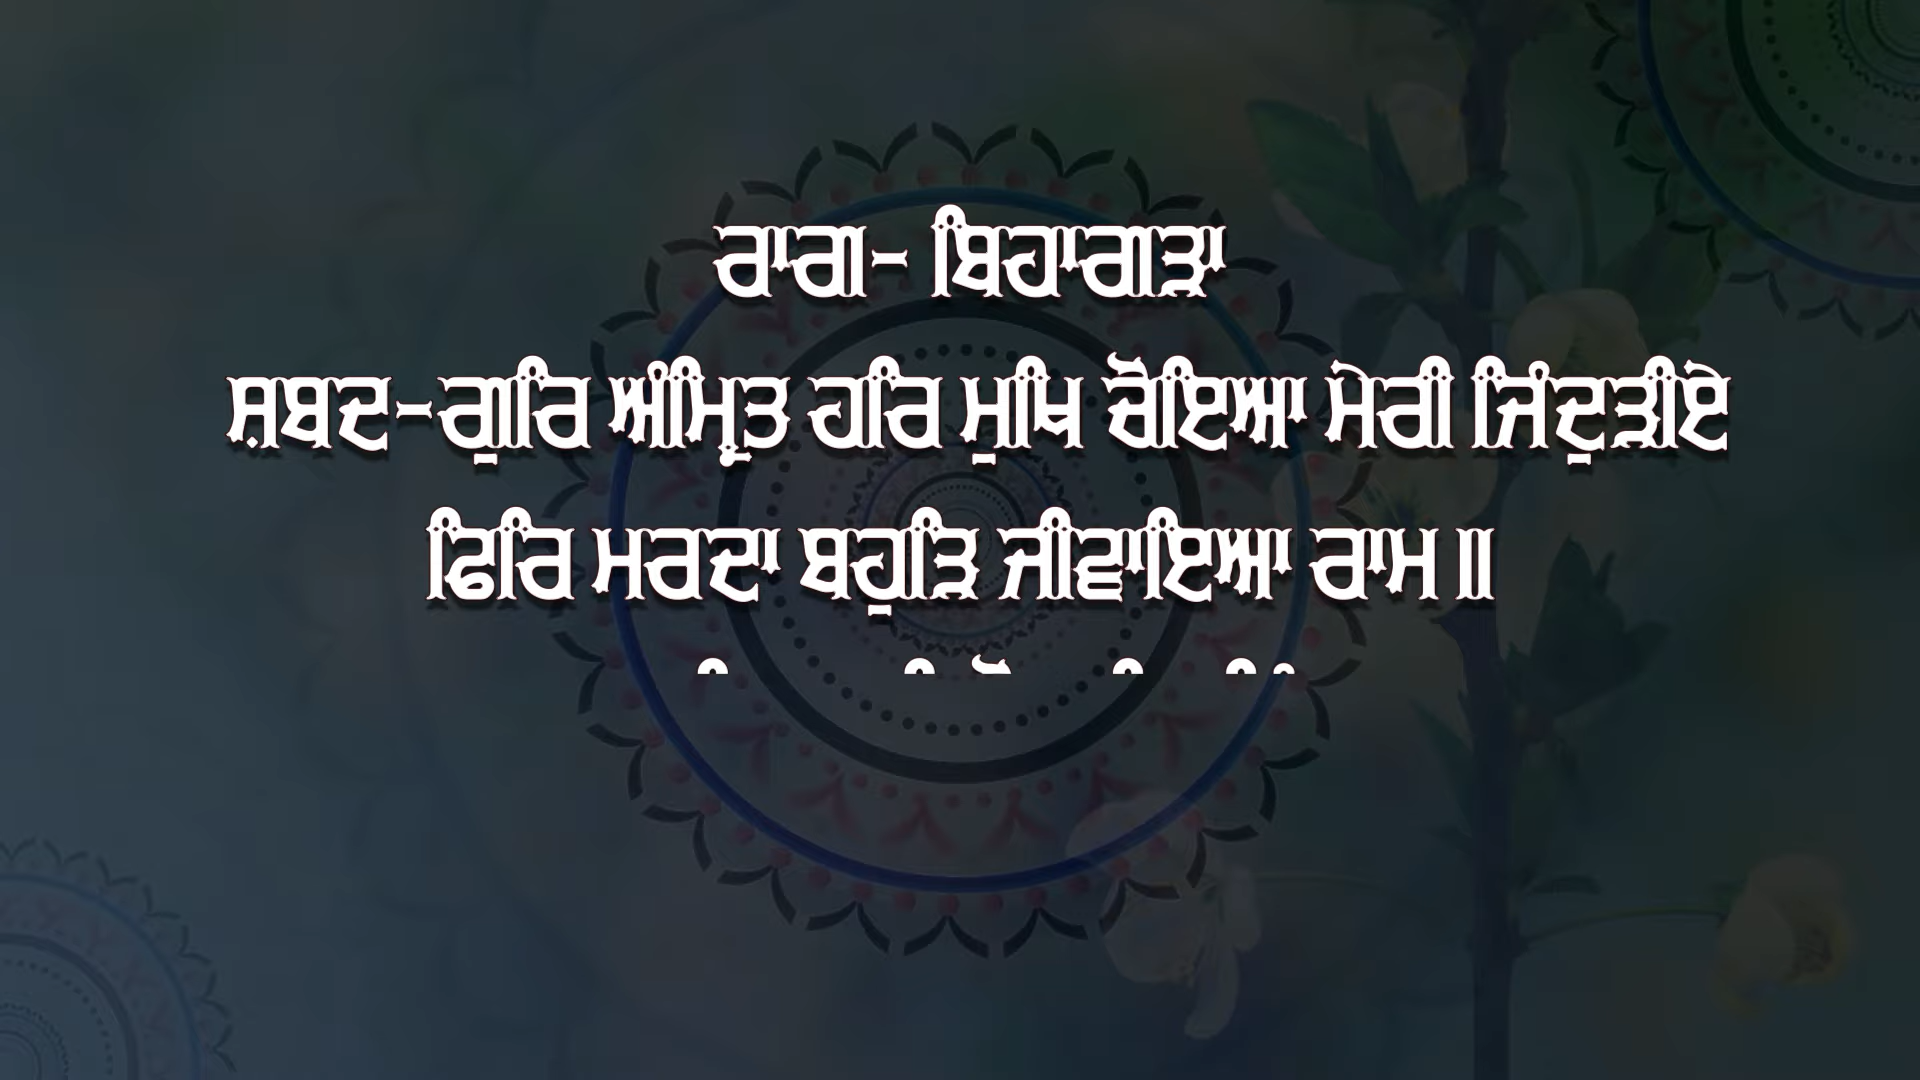 ਰਾਗ- ਬਿਹਾਗੜਾ
ਸ਼ਬਦ-ਗੁਰਿ ਅੰਮ੍ਰਿਤ ਹਰਿ ਮੁਖਿ ਚੋਇਆ ਮੇਰੀ ਜਿੰਦੁੜੀਏ
ਫਿਰਿ ਮਰਦਾ ਬਹੁੜਿ ਜੀਵਾਇਆ ਰਾਮ ॥